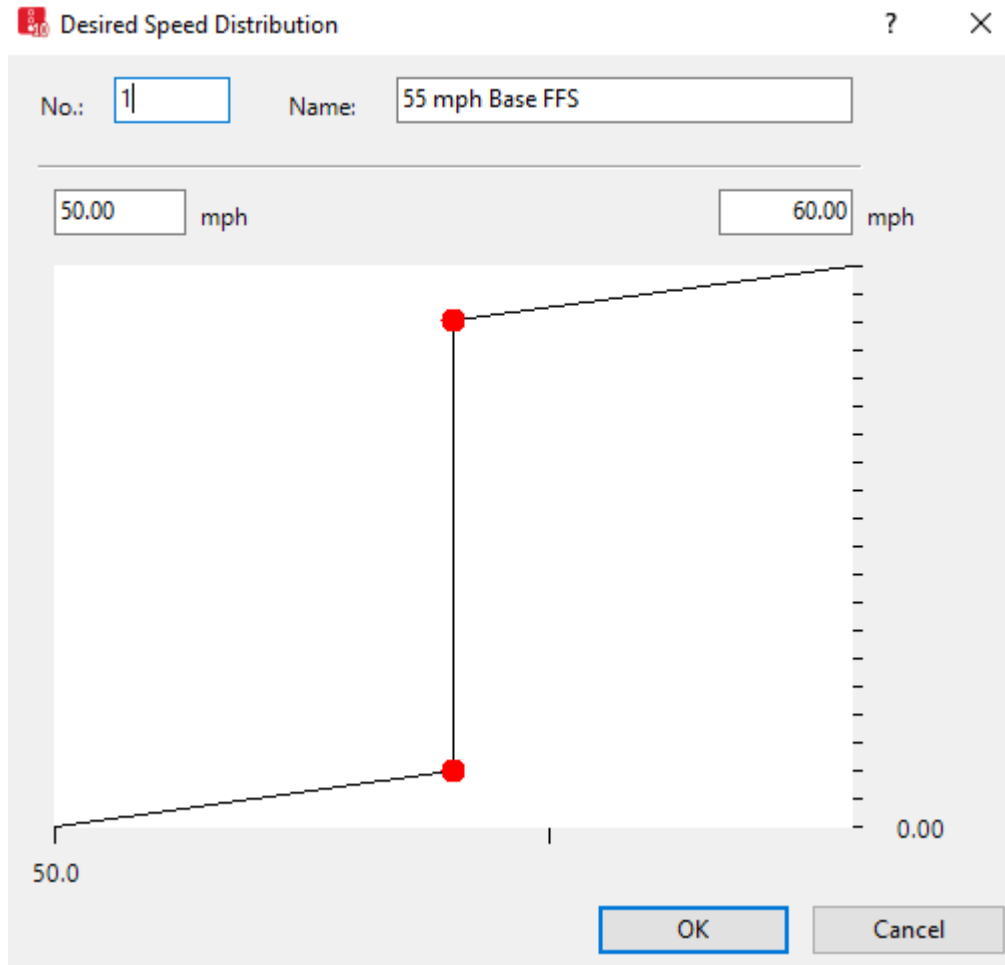 10 Desired Speed Distribution ?
No.: 1 Name: 55 mph Base FFS
50.00 mph 60.00 mph
0.00
50.0
OK Cancel